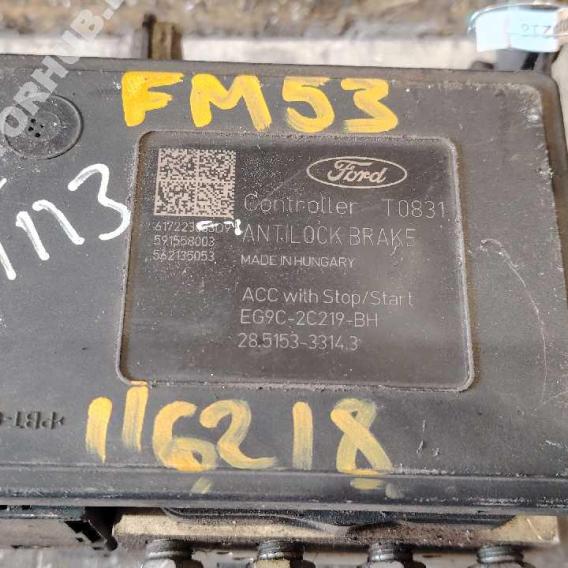 FM53
Ford
Controller T0831
ANTILOCK BRAKE
591558003
562135053
MADE IN HUNGARY
ACC with Stop/Start
EG9C-2C219-BH
28.5153-3314.3
116218